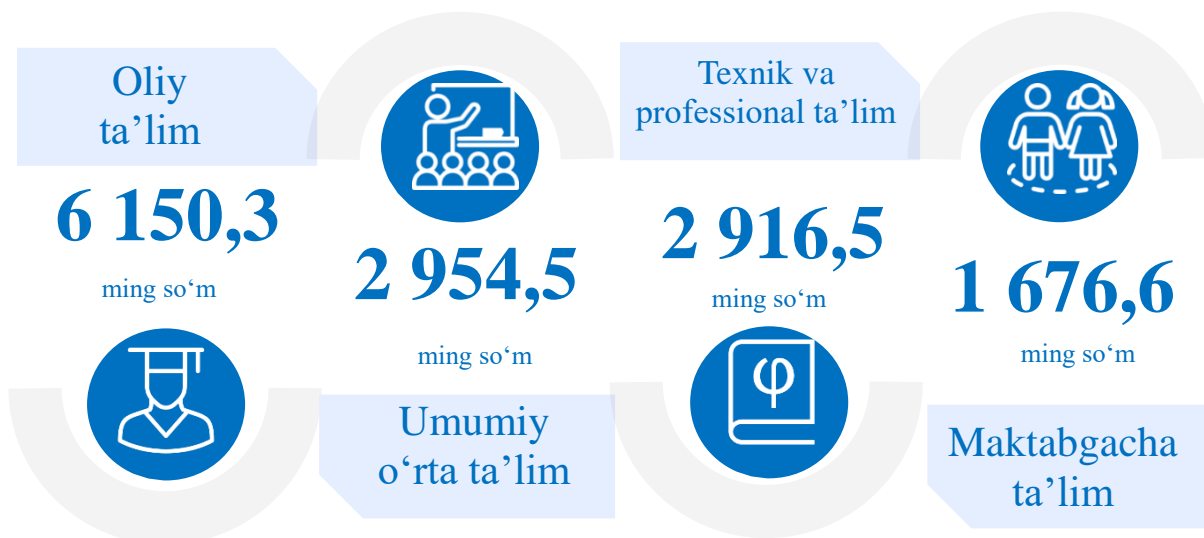 Oliy
ta’lim
6 150,3
ming so‘m
2 954,5
ming so‘m
Umumiy
o‘rta ta’lim
Texnik va
professional ta’lim
2 916,5
ming so‘m
φ
1 676,6
ming so‘m
Maktabgacha
ta’lim